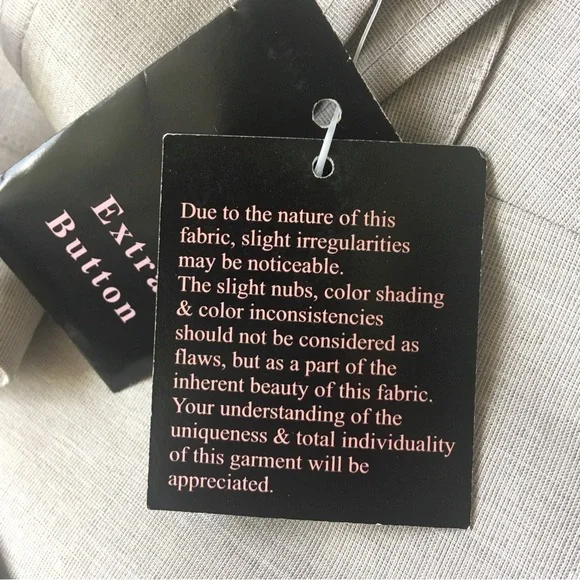 Extra
Button
Due to the nature of this
fabric, slight irregularities
may be noticeable.
The slight nubs, color shading
& color inconsistencies
should not be considered as
flaws, but as a part of the
inherent beauty of this fabric.
Your understanding of the
uniqueness & total individuality
of this garment will be
appreciated.